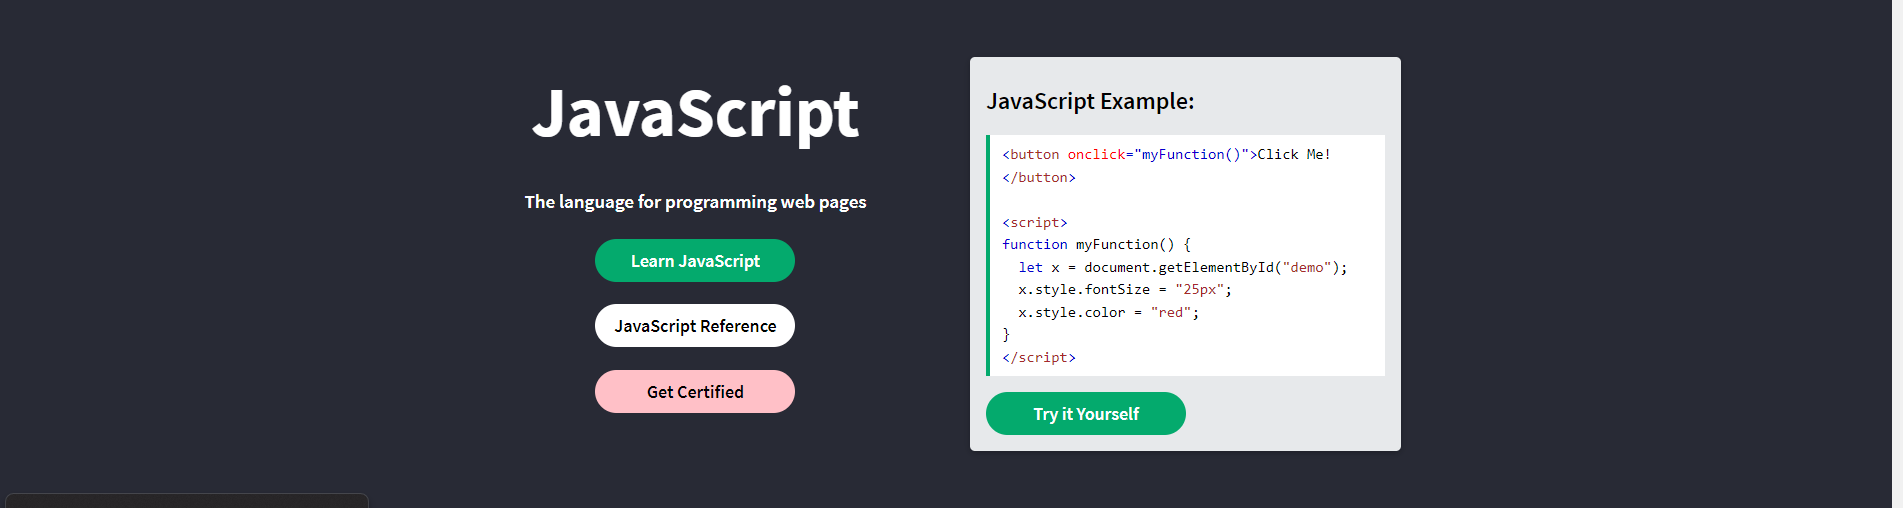 JavaScript
The language for programming web pages
Learn JavaScript
JavaScript Reference
Get Certified
JavaScript Example:
<button onclick="myFunction()">Click Me!
</button>
<script>
function myFunction() {
  let x = document.getElementById("demo");
  x.style.fontSize = "25px";
  x.style.color = "red";
}
</script>
Try it Yourself